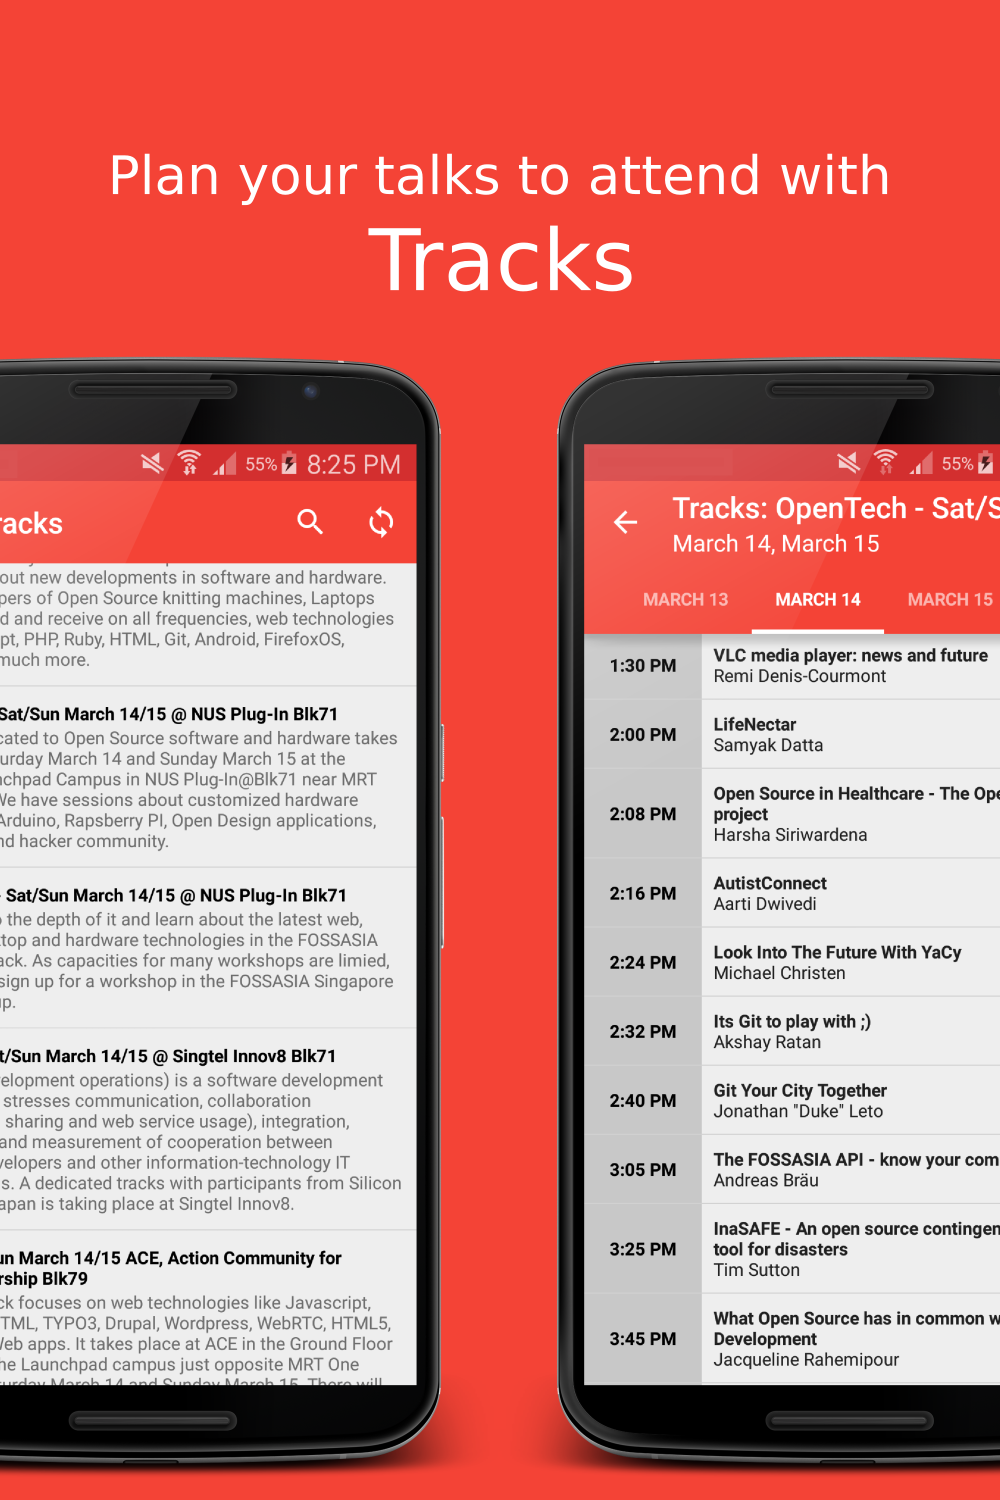 Plan your talks to attend with
Tracks
55% 8:25 PM
racks
out new developments in software and hardware.
pers of Open Source knitting machines, Laptops
d and receive on all frequencies, web technologies
pt, PHP, Ruby, HTML, Git, Android, FirefoxOS,
much more.
Sat/Sun March 14/15 @ NUS Plug-In Blk71
cated to Open Source software and hardware takes
urday March 14 and Sunday March 15 at the
nchpad Campus in NUS Plug-In@Blk71 near MRT
We have sessions about customized hardware
Arduino, Rapsberry PI, Open Design applications,
nd hacker community.
- Sat/Sun March 14/15 @ NUS Plug-In Blk71
o the depth of it and learn about the latest web,
top and hardware technologies in the FOSSASIA
ack. As capacities for many workshops are limied,
sign up for a workshop in the FOSSASIA Singapore
up.
t/Sun March 14/15 @ Singtel Innov8 Blk71
velopment operations) is a software development
stresses communication, collaboration
sharing and web service usage), integration,
and measurement of cooperation between
velopers and other information-technology IT
s. A dedicated tracks with participants from Silicon
apan is taking place at Singtel Innov8.
un March 14/15 ACE, Action Community for
rship Blk79
ck focuses on web technologies like Javascript,
TML, TYPO3, Drupal, Wordpress, WebRTC, HTML5,
Web apps. It takes place at ACE in the Ground Floor
he Launchpad campus just opposite MRT One
turday March 14 and Sunday March 15. There will
55%
Tracks: OpenTech - Sat/S
March 14, March 15
MARCH 13 MARCH 14 MARCH 15
1:30 PM VLC media player: news and future
Remi Denis-Courmont
2:00 PM LifeNectar
Samyak Datta
2:08 PM Open Source in Healthcare - The Ope
project
Harsha Siriwardena
2:16 PM AutistConnect
Aarti Dwivedi
2:24 PM Look Into The Future With YaCy
Michael Christen
2:32 PM Its Git to play with ;)
Akshay Ratan
2:40 PM Git Your City Together
Jonathan "Duke" Leto
3:05 PM The FOSSASIA API - know your com
Andreas Bräu
3:25 PM InaSAFE - An open source contingen
tool for disasters
Tim Sutton
3:45 PM What Open Source has in common w
Development
Jacqueline Rahemipour